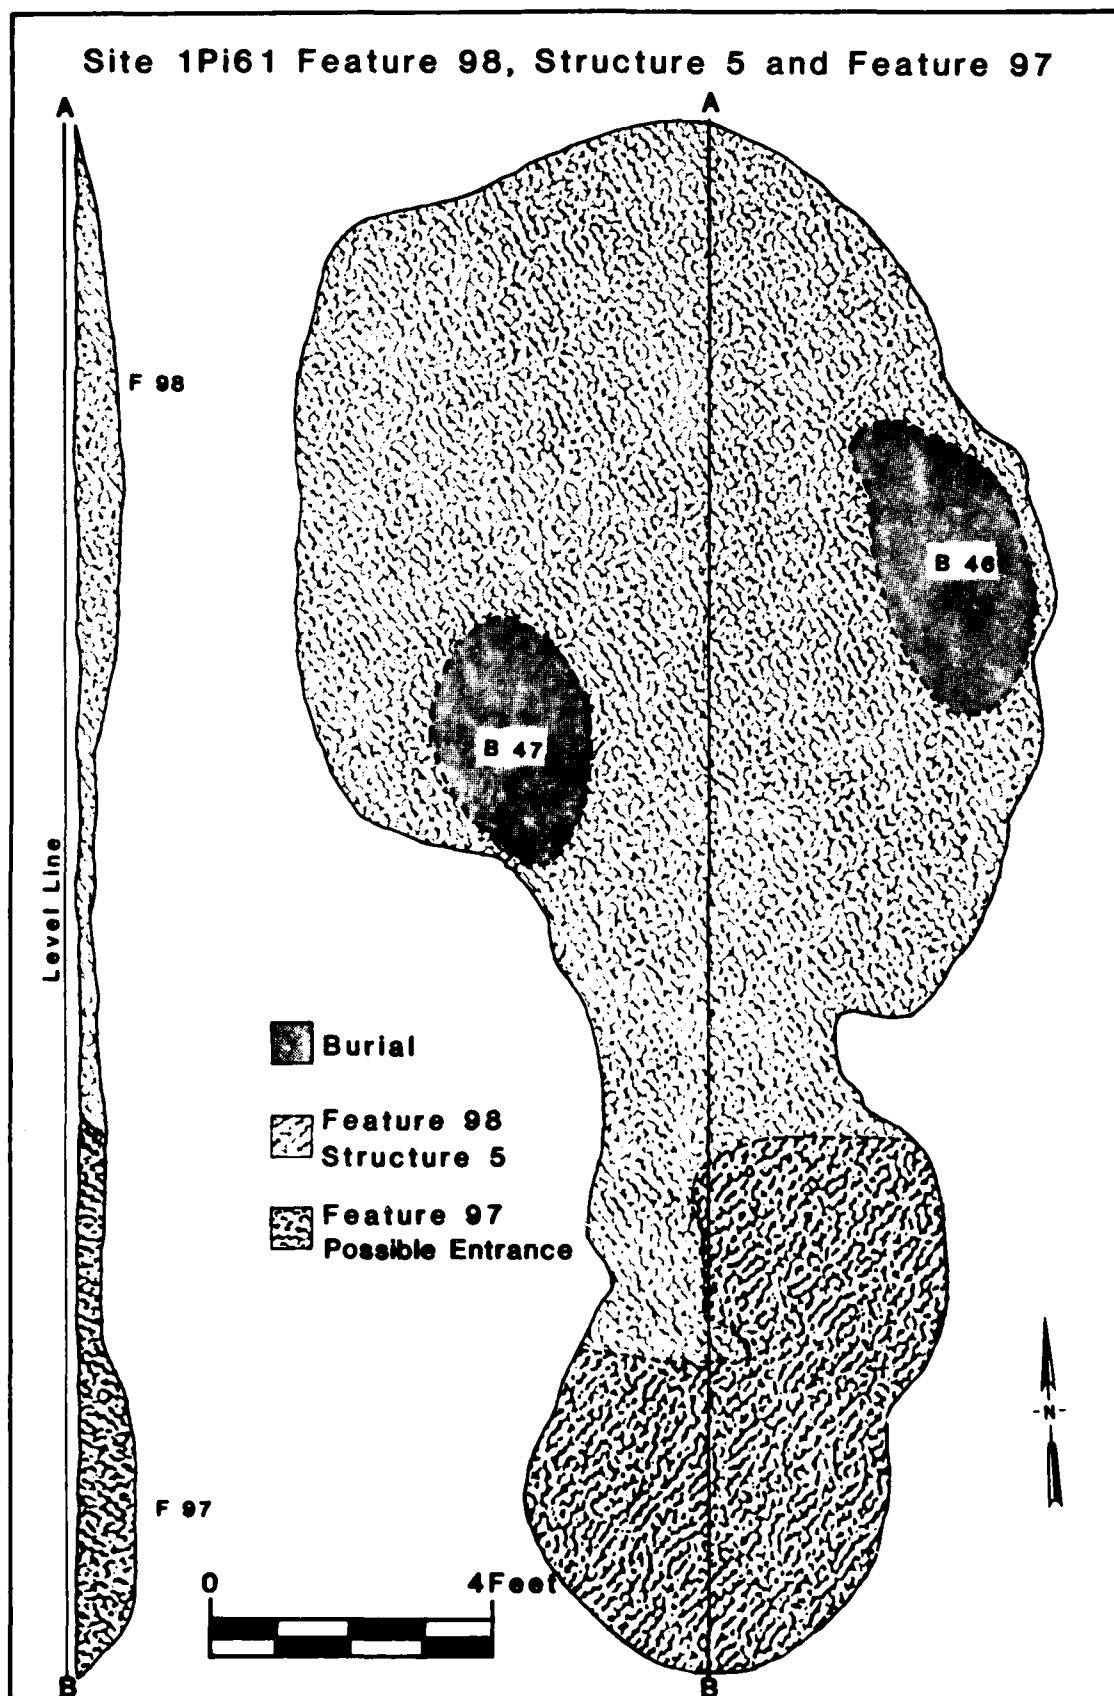 Site 1Pi61 Feature 98, Structure 5 and Feature 97
A
A
F 98
B 46
B 47
Level Line
Burial
Feature 98
Structure 5
Feature 97
Possible Entrance
-N-
F 97
0 4Feet
B
B